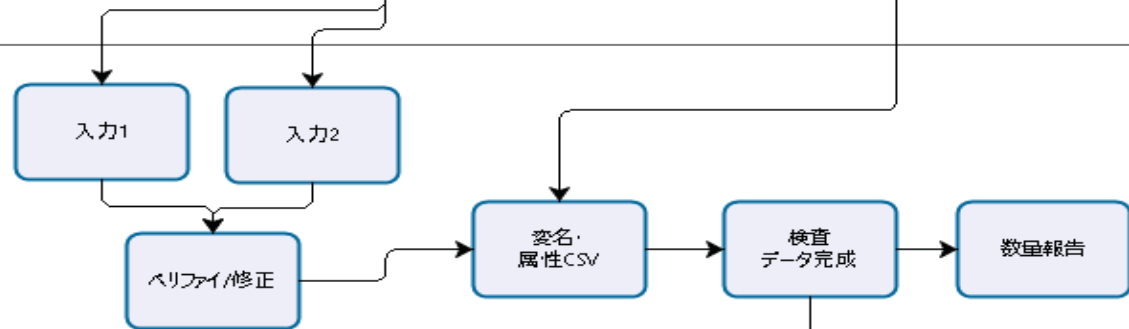 入力1
入力2
ベリファイ/修正
変名・
属性CSV
検査
データ完成
数量報告